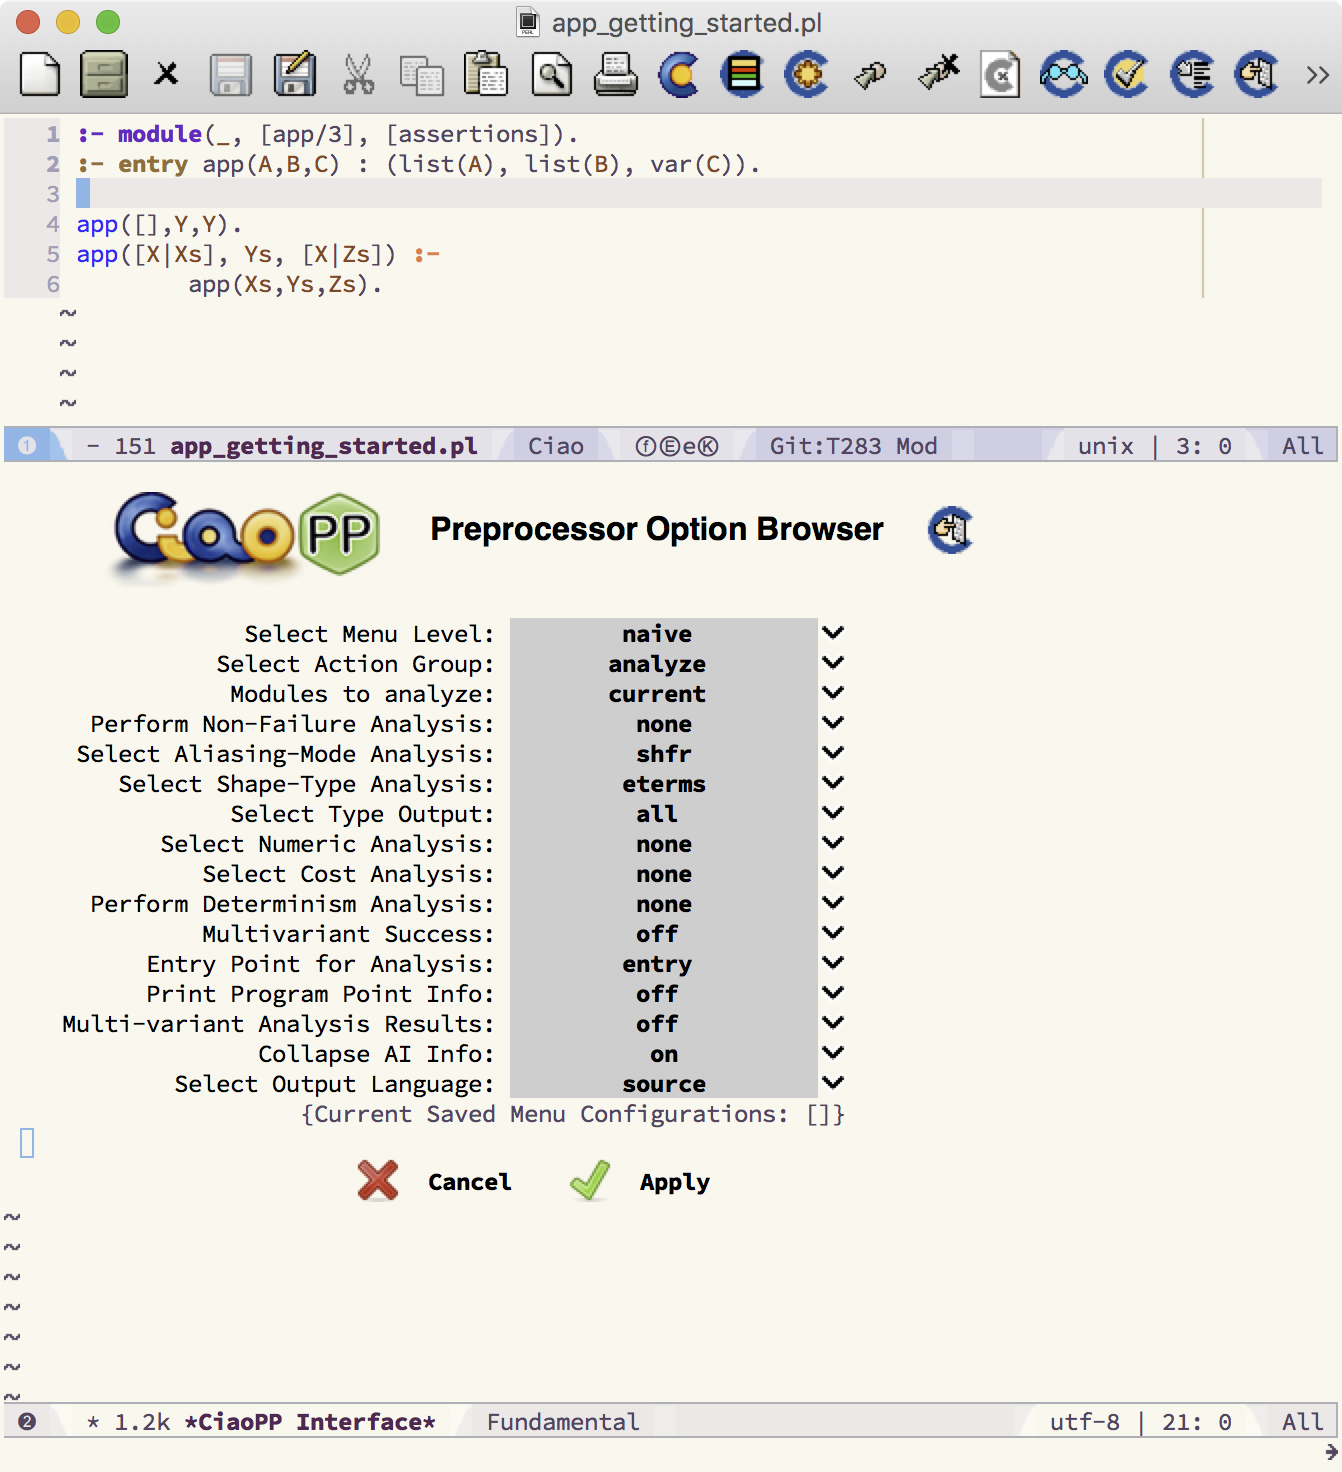 app_getting_started.pl
1 :- module(_, [app/3], [assertions]).
2 :- entry app(A,B,C) : (list(A), list(B), var(C)).
3
4 app([],Y,Y).
5 app([X|Xs], Ys, [X|Zs]) :-
6 app(Xs,Ys,Zs).
~
~
~
~
❶ - 151 app_getting_started.pl Ciao ⓕⒺeⓀ Git:T283 Mod unix | 3: 0 All
Ciao PP Preprocessor Option Browser
Select Menu Level: naive
Select Action Group: analyze
Modules to analyze: current
Perform Non-Failure Analysis: none
Select Aliasing-Mode Analysis: shfr
Select Shape-Type Analysis: eterms
Select Type Output: all
Select Numeric Analysis: none
Select Cost Analysis: none
Perform Determinism Analysis: none
Multivariant Success: off
Entry Point for Analysis: entry
Print Program Point Info: off
Multi-variant Analysis Results: off
Collapse AI Info: on
Select Output Language: source
{Current Saved Menu Configurations: []}
Cancel Apply
~
~
~
~
~
~
~
❷ * 1.2k *CiaoPP Interface* Fundamental utf-8 | 21: 0 All